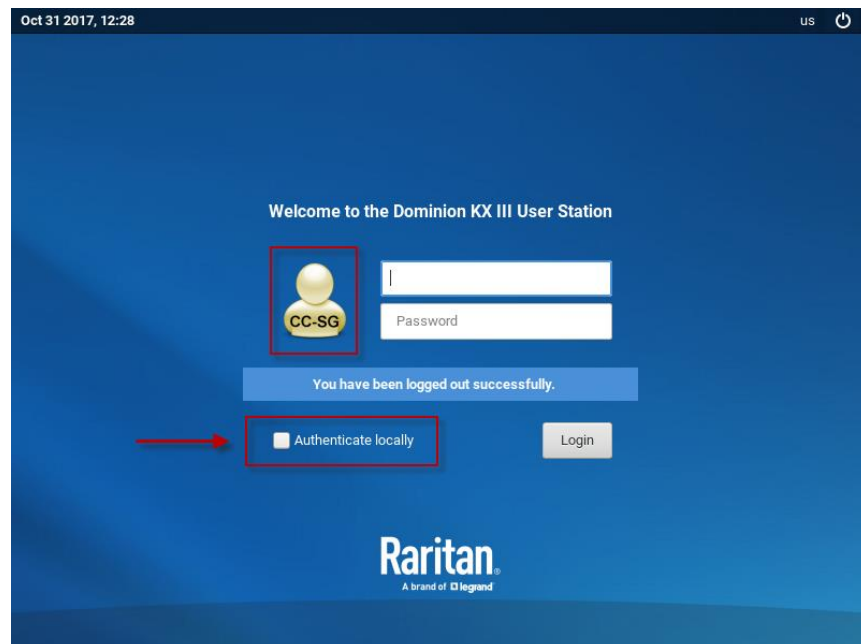 Oct 31 2017, 12:28 us
Welcome to the Dominion KX III User Station
CC-SG
Password
You have been logged out successfully.
Authenticate locally
Login
Raritan®
A brand of legrand